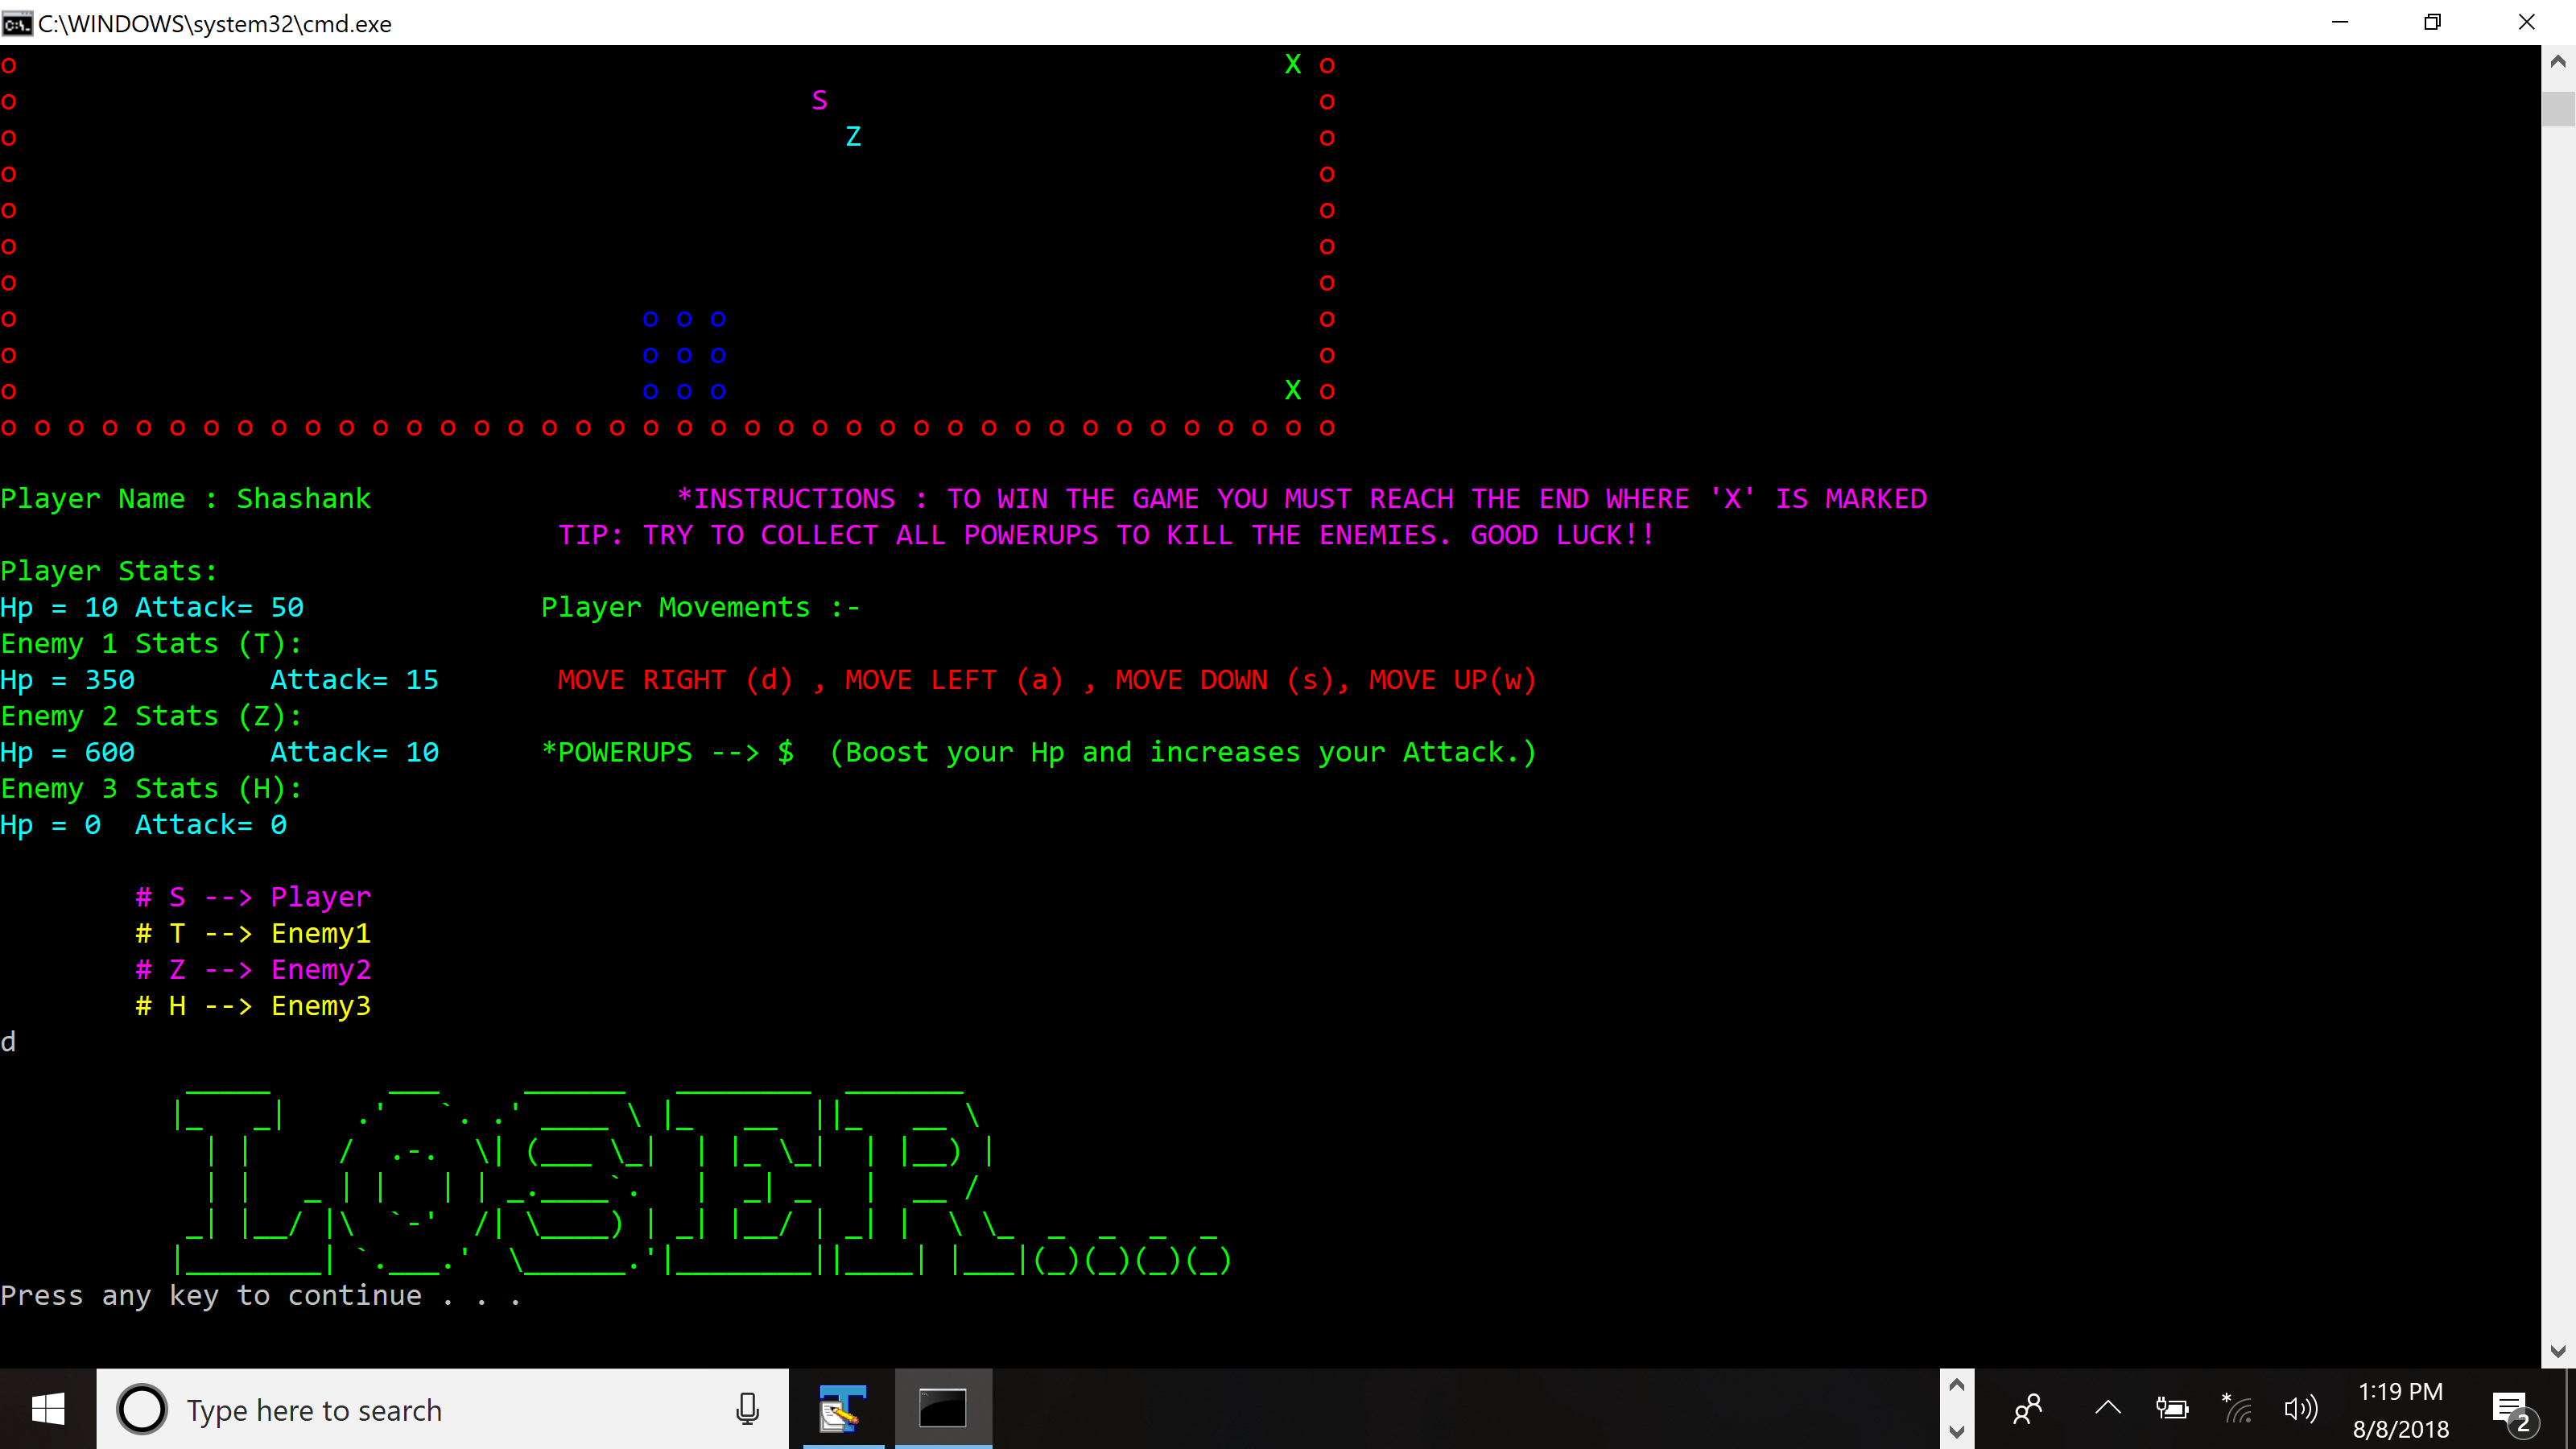 C:\WINDOWS\system32\cmd.exe
o X o
o S o
o Z o
o o
o o
o o
o o
o o o o o
o o o o o
o o o o X o
o o o o o o o o o o o o o o o o o o o o o o o o o o o o o o o o o o o o o o o o
Player Name : Shashank *INSTRUCTIONS : TO WIN THE GAME YOU MUST REACH THE END WHERE 'X' IS MARKED
TIP: TRY TO COLLECT ALL POWERUPS TO KILL THE ENEMIES. GOOD LUCK!!
Player Stats:
Hp = 10 Attack= 50 Player Movements :-
Enemy 1 Stats (T):
Hp = 350 Attack= 15 MOVE RIGHT (d) , MOVE LEFT (a) , MOVE DOWN (s), MOVE UP(w)
Enemy 2 Stats (Z):
Hp = 600 Attack= 10 *POWERUPS --> $ (Boost your Hp and increases your Attack.)
Enemy 3 Stats (H):
Hp = 0 Attack= 0
# S --> Player
# T --> Enemy1
# Z --> Enemy2
# H --> Enemy3
d
LOSER....
Press any key to continue . . .
Type here to search
1:19 PM
8/8/2018
2